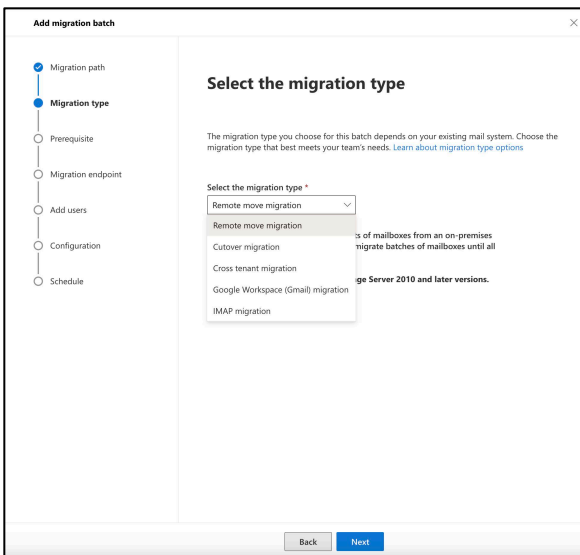 Add migration batch
Migration path
Migration type
Prerequisite
Migration endpoint
Add users
Configuration
Schedule
Select the migration type
The migration type you choose for this batch depends on your existing mail system. Choose the
migration type that best meets your team's needs. Learn about migration type options
Select the migration type *
Remote move migration
Remote move migration
Cutover migration
Cross tenant migration
Google Workspace (Gmail) migration
IMAP migration
of mailboxes from an on-premises
migrate batches of mailboxes until all
Server 2010 and later versions.
Back
Next